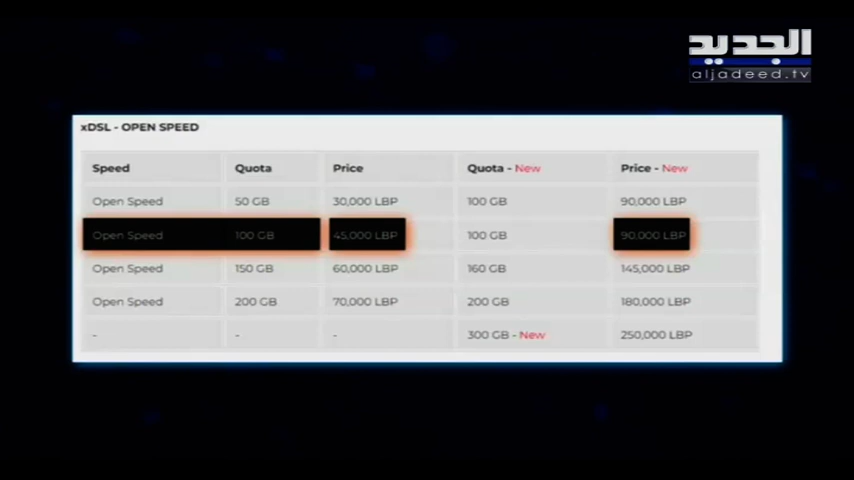 الجديد
aljadeed.tv
xDSL - OPEN SPEED
Speed Quota Price Quota - New Price - New
Open Speed 50 GB 30,000 LBP 100 GB 90,000 LBP
Open Speed 100 GB 45,000 LBP 100 GB 90,000 LBP
Open Speed 150 GB 60,000 LBP 160 GB 145,000 LBP
Open Speed 200 GB 70,000 LBP 200 GB 180,000 LBP
- - - 300 GB - New 250,000 LBP